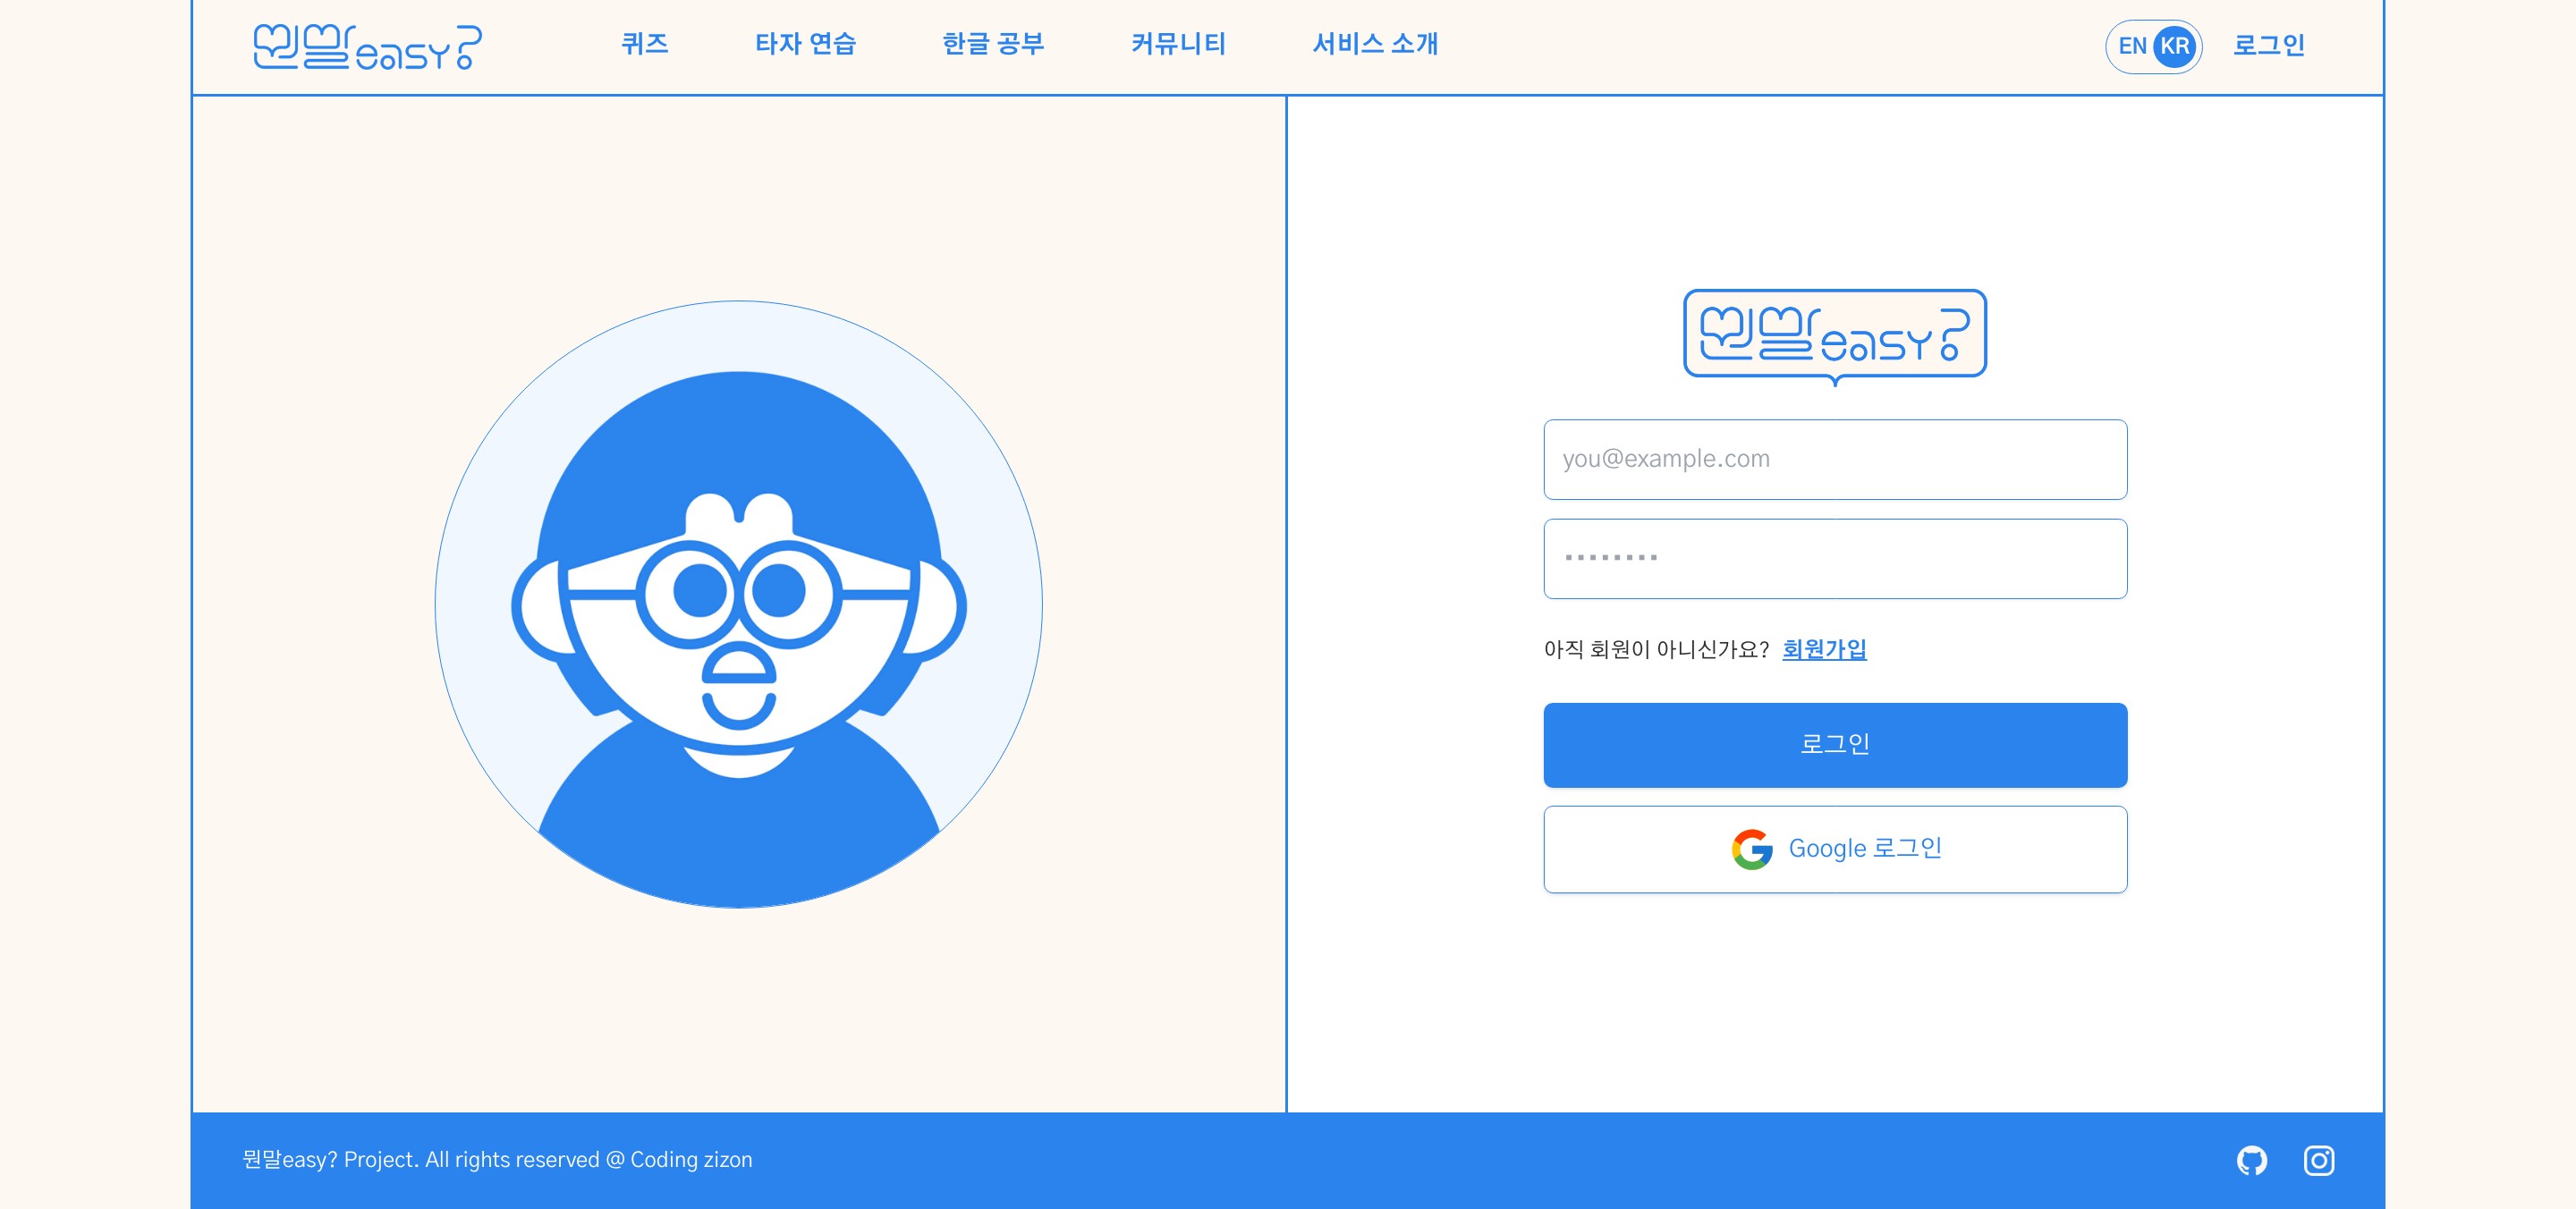 뭔말easy?
퀴즈
타자 연습
한글 공부
커뮤니티
서비스 소개
EN KR
로그인
뭔말easy?
you@example.com
아직 회원이 아니신가요? 회원가입
로그인
Google 로그인
뭔말easy? Project. All rights reserved @ Coding zizon